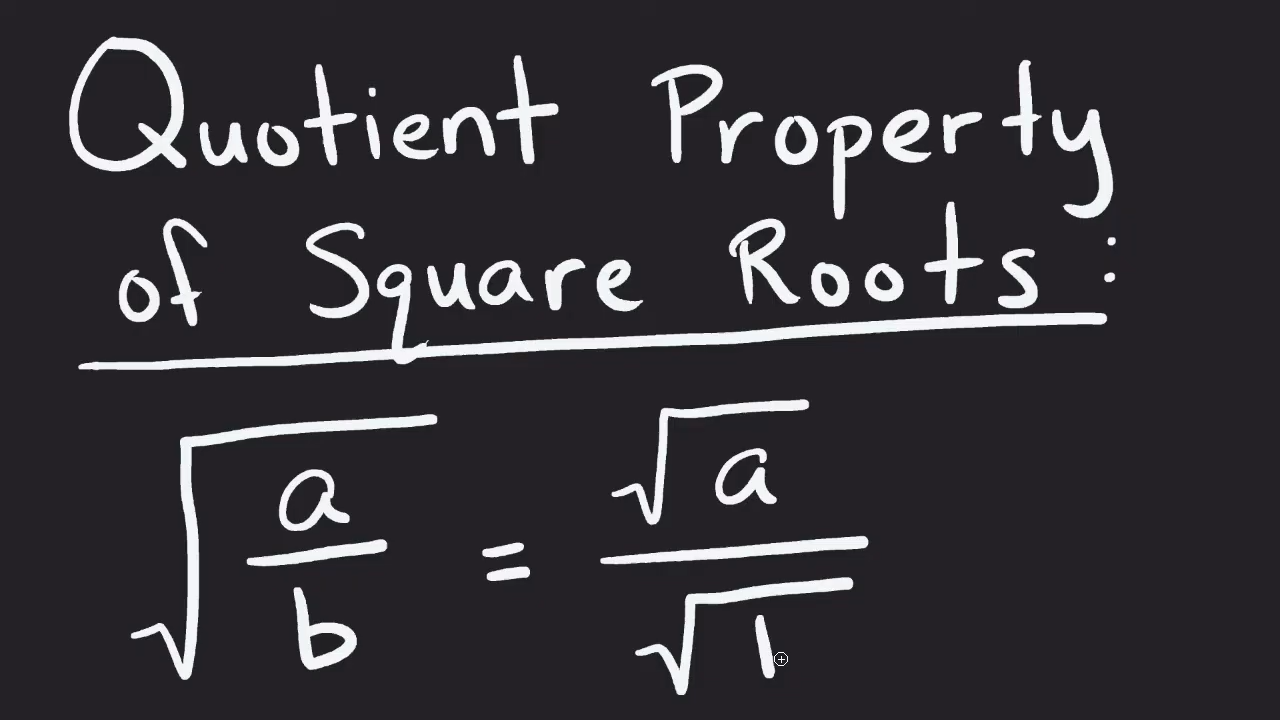 Quotient Property
of Square Roots:
√(a/b) = √a/√l